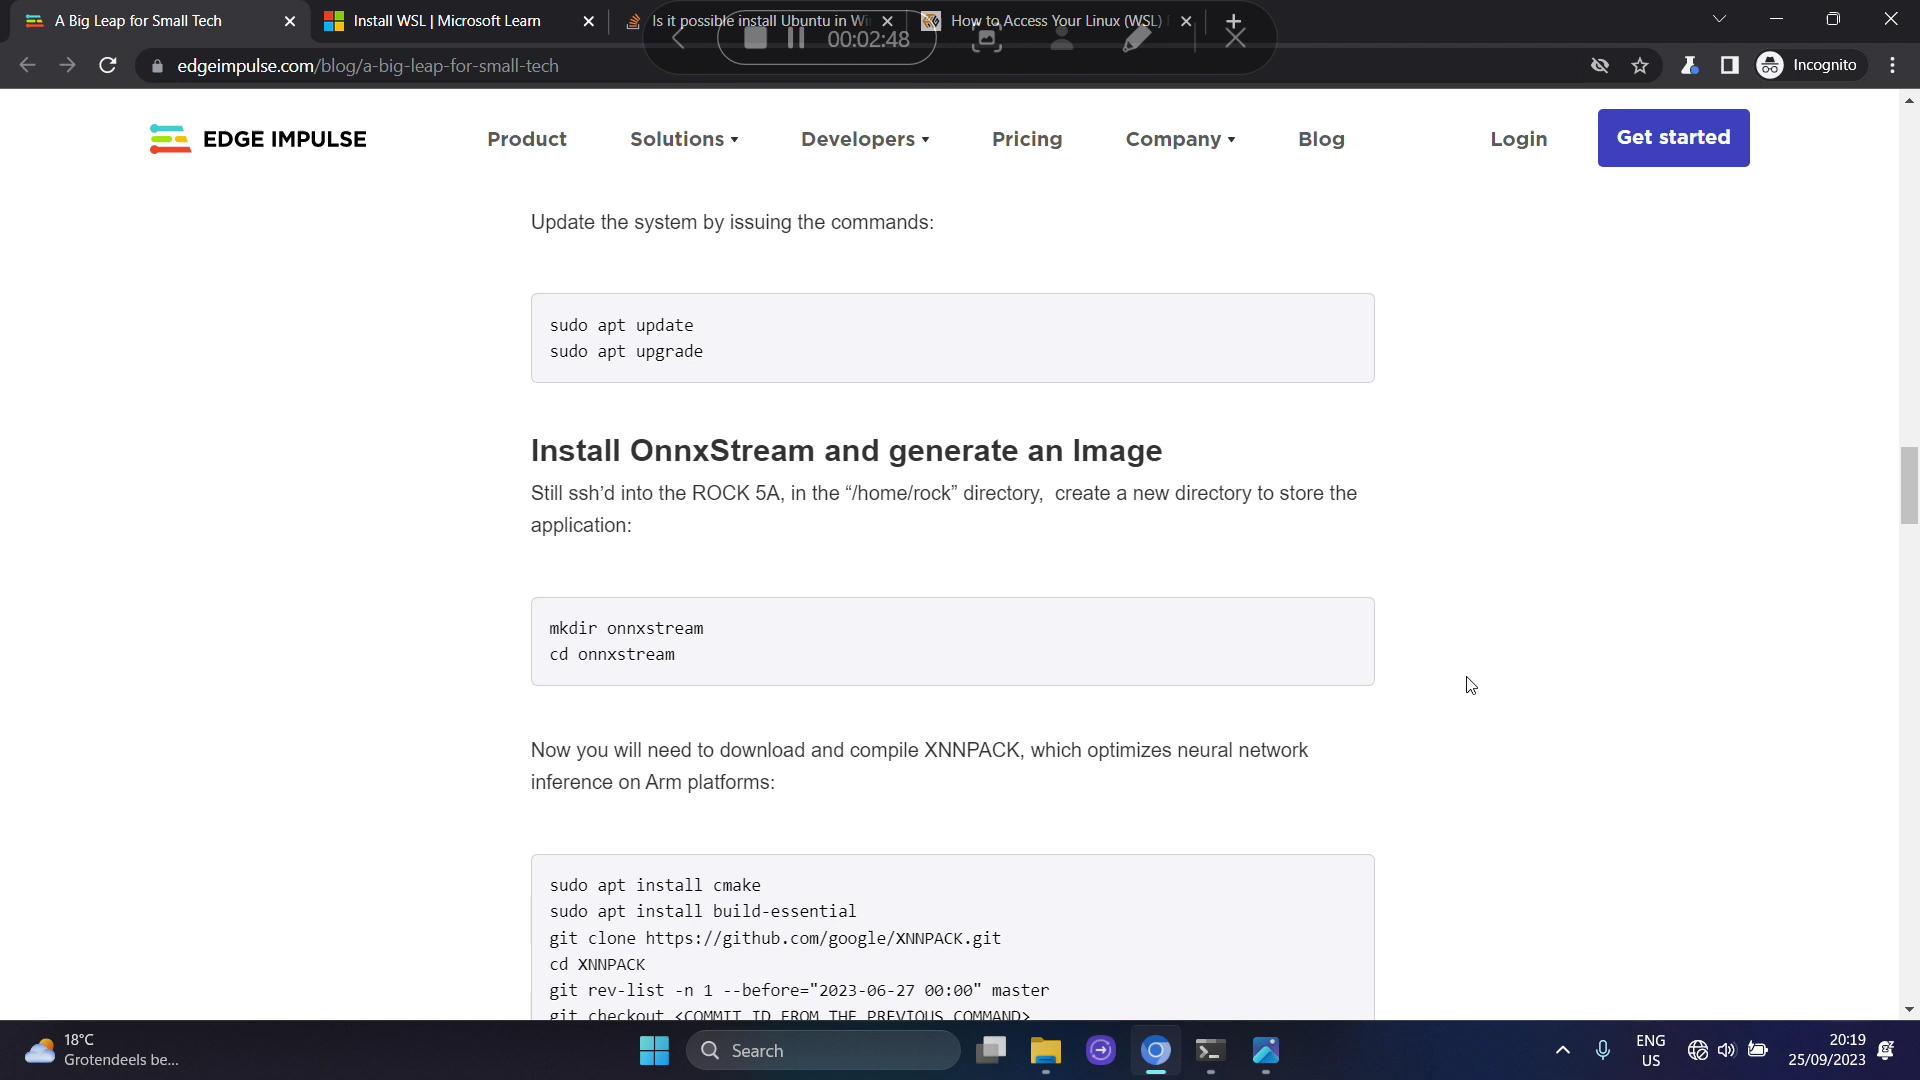 A Big Leap for Small Tech
Install WSL | Microsoft Learn
Is it possible install Ubuntu in Wi
How to Access Your Linux (WSL)
00:02:48
edgeimpulse.com/blog/a-big-leap-for-small-tech
Incognito
EDGE IMPULSE
Product
Solutions
Developers
Pricing
Company
Blog
Login
Get started
Update the system by issuing the commands:
sudo apt update
sudo apt upgrade
Install OnnxStream and generate an Image
Still ssh’d into the ROCK 5A, in the “/home/rock” directory,  create a new directory to store the
application:
mkdir onnxstream
cd onnxstream
Now you will need to download and compile XNNPACK, which optimizes neural network
inference on Arm platforms:
sudo apt install cmake
sudo apt install build-essential
git clone https://github.com/google/XNNPACK.git
cd XNNPACK
git rev-list -n 1 --before="2023-06-27 00:00" master
git checkout <COMMIT ID FROM THE PREVIOUS COMMAND>
18°C
Grotendeels be...
Search
ENG
US
20:19
25/09/2023